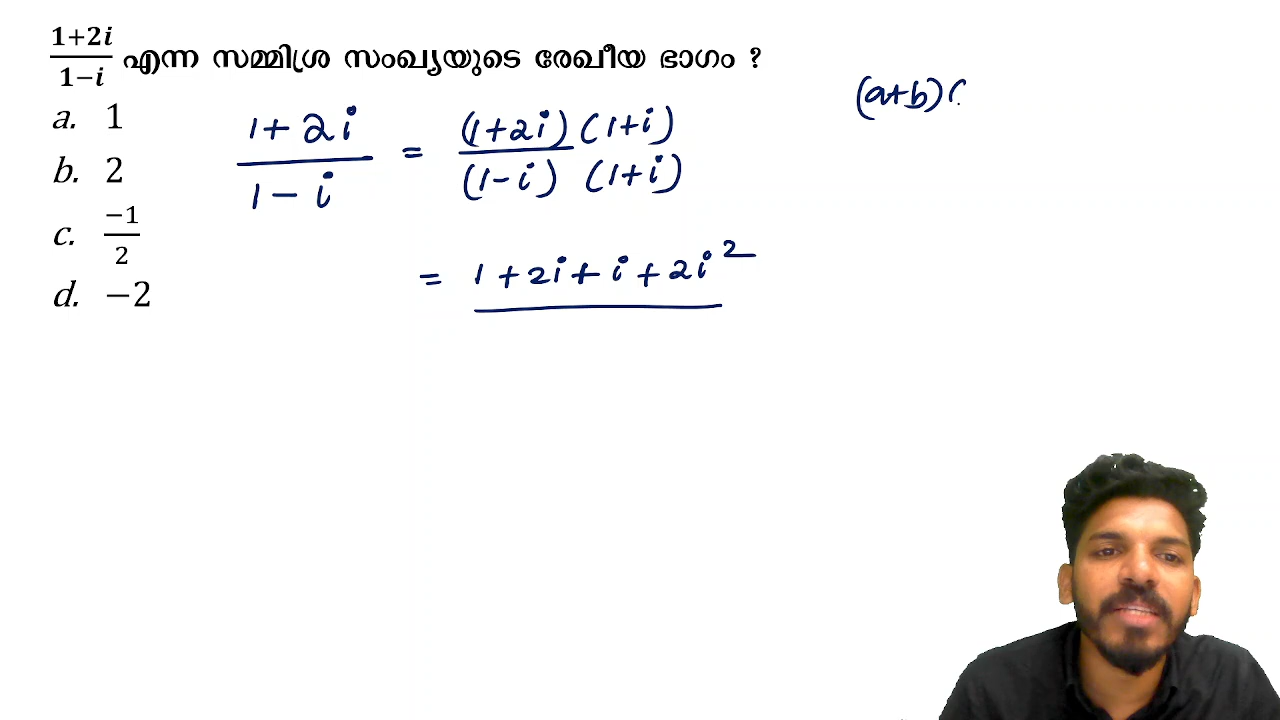 (1+2i)/(1−i) എന്ന സമ്മിശ്ര സംഖ്യയുടെ രേഖീയ ഭാഗം ?
(a+b)(
a. 1
1+2i/1−i = (1+2i)(1+i)/(1−i)(1+i)
b. 2
c. −1/2
= 1+2i+i+2i²
d. −2